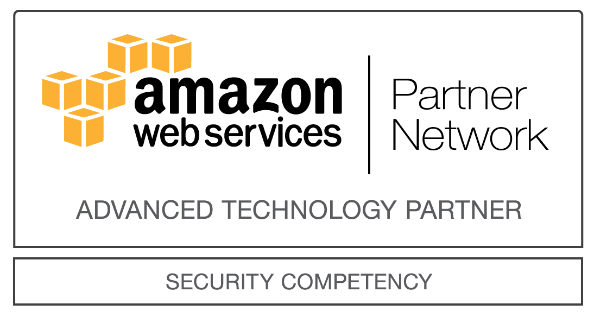 amazon
web services
Partner
Network
ADVANCED TECHNOLOGY PARTNER
SECURITY COMPETENCY